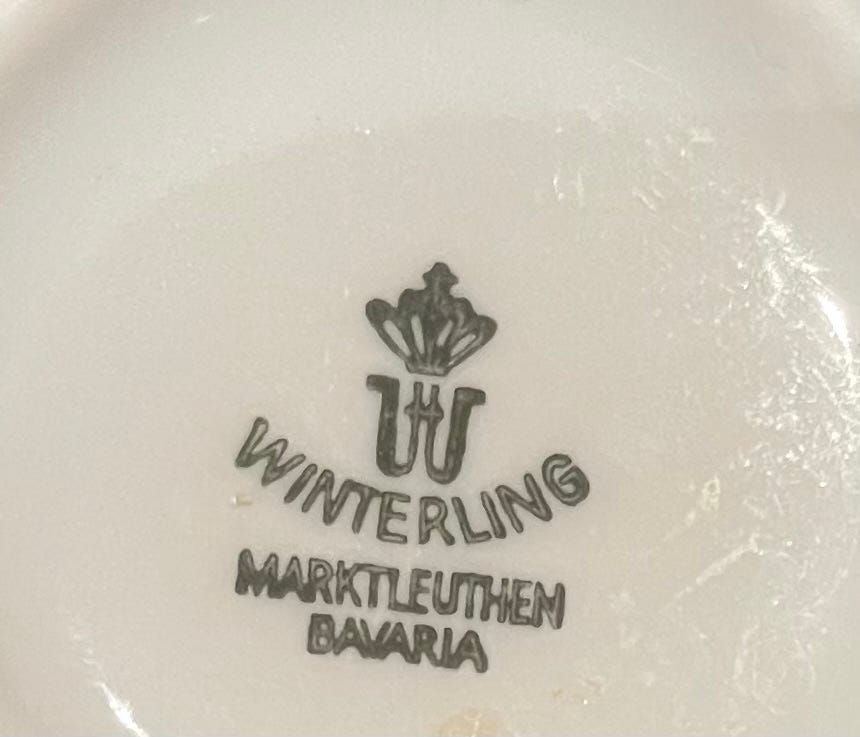 W
WINTERLING
MARKTLEUTHEN
BAVARIA